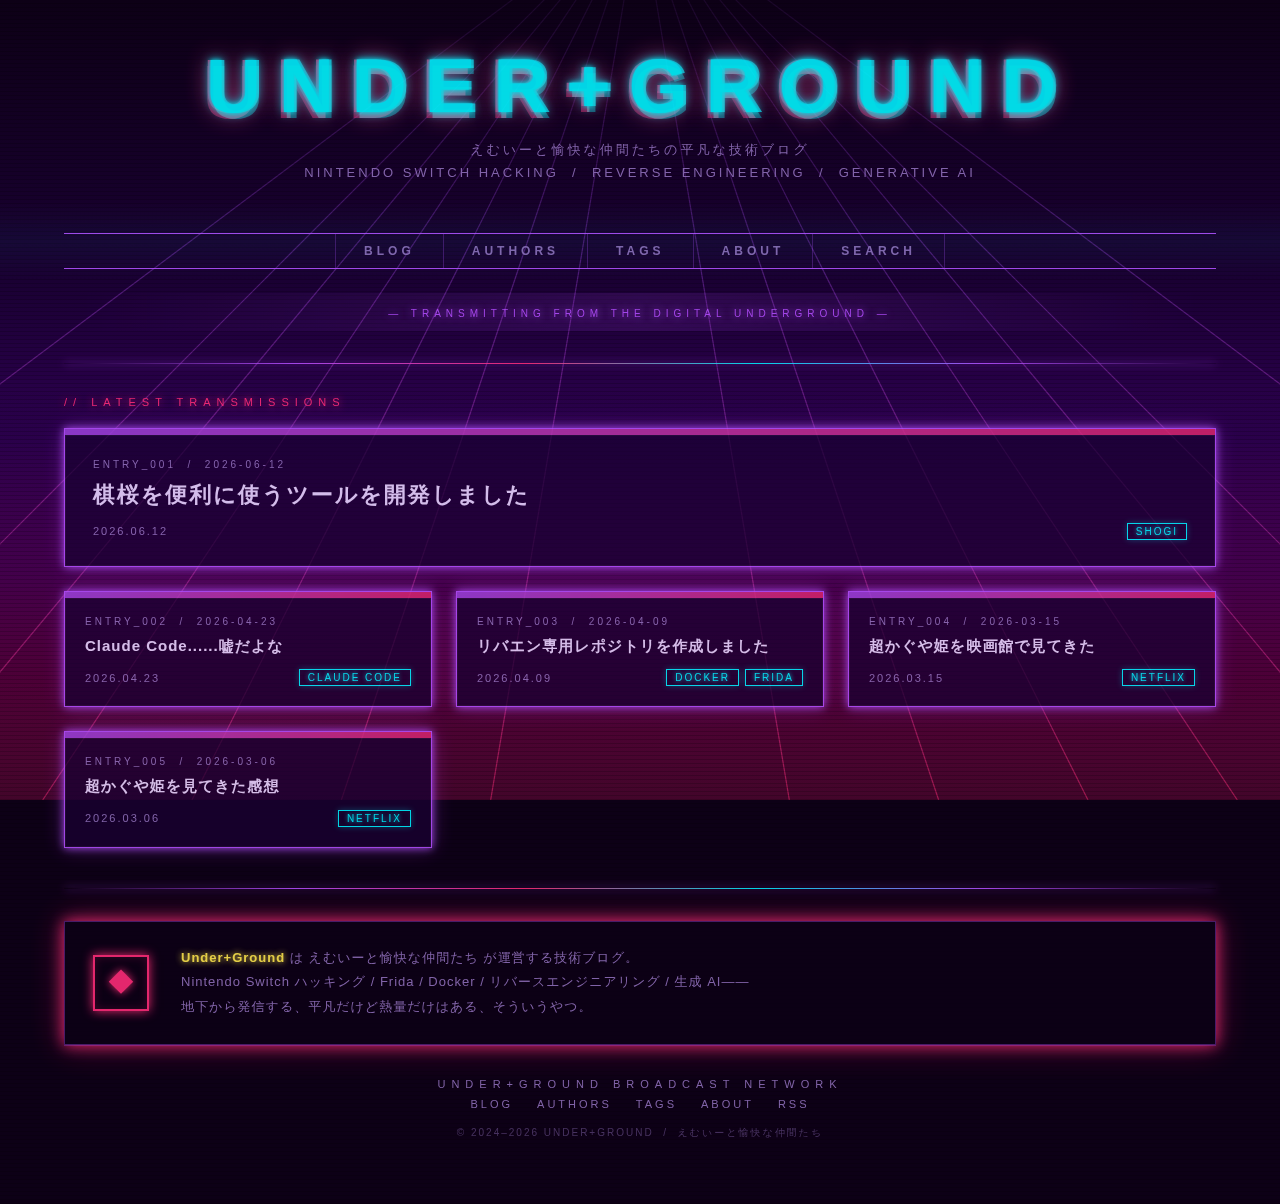 UNDER+GROUND
えむいーと愉快な仲間たちの平凡な技術ブログ
NINTENDO SWITCH HACKING / REVERSE ENGINEERING / GENERATIVE AI
BLOG AUTHORS TAGS ABOUT SEARCH
— TRANSMITTING FROM THE DIGITAL UNDERGROUND —
// LATEST TRANSMISSIONS
ENTRY_001 / 2026-06-12
棋桜を便利に使うツールを開発しました
2026.06.12 SHOGI
ENTRY_002 / 2026-04-23
Claude Code......嘘だよな
2026.04.23 CLAUDE CODE
ENTRY_003 / 2026-04-09
リバエン専用レポジトリを作成しました
2026.04.09 DOCKER FRIDA
ENTRY_004 / 2026-03-15
超かぐや姫を映画館で見てきた
2026.03.15 NETFLIX
ENTRY_005 / 2026-03-06
超かぐや姫を見てきた感想
2026.03.06 NETFLIX
Under+Ground は えむいーと愉快な仲間たち が運営する技術ブログ。
Nintendo Switch ハッキング / Frida / Docker / リバースエンジニアリング / 生成 AI——
地下から発信する、平凡だけど熱量だけはある、そういうやつ。
UNDER+GROUND BROADCAST NETWORK
BLOG AUTHORS TAGS ABOUT RSS
© 2024–2026 UNDER+GROUND / えむいーと愉快な仲間たち